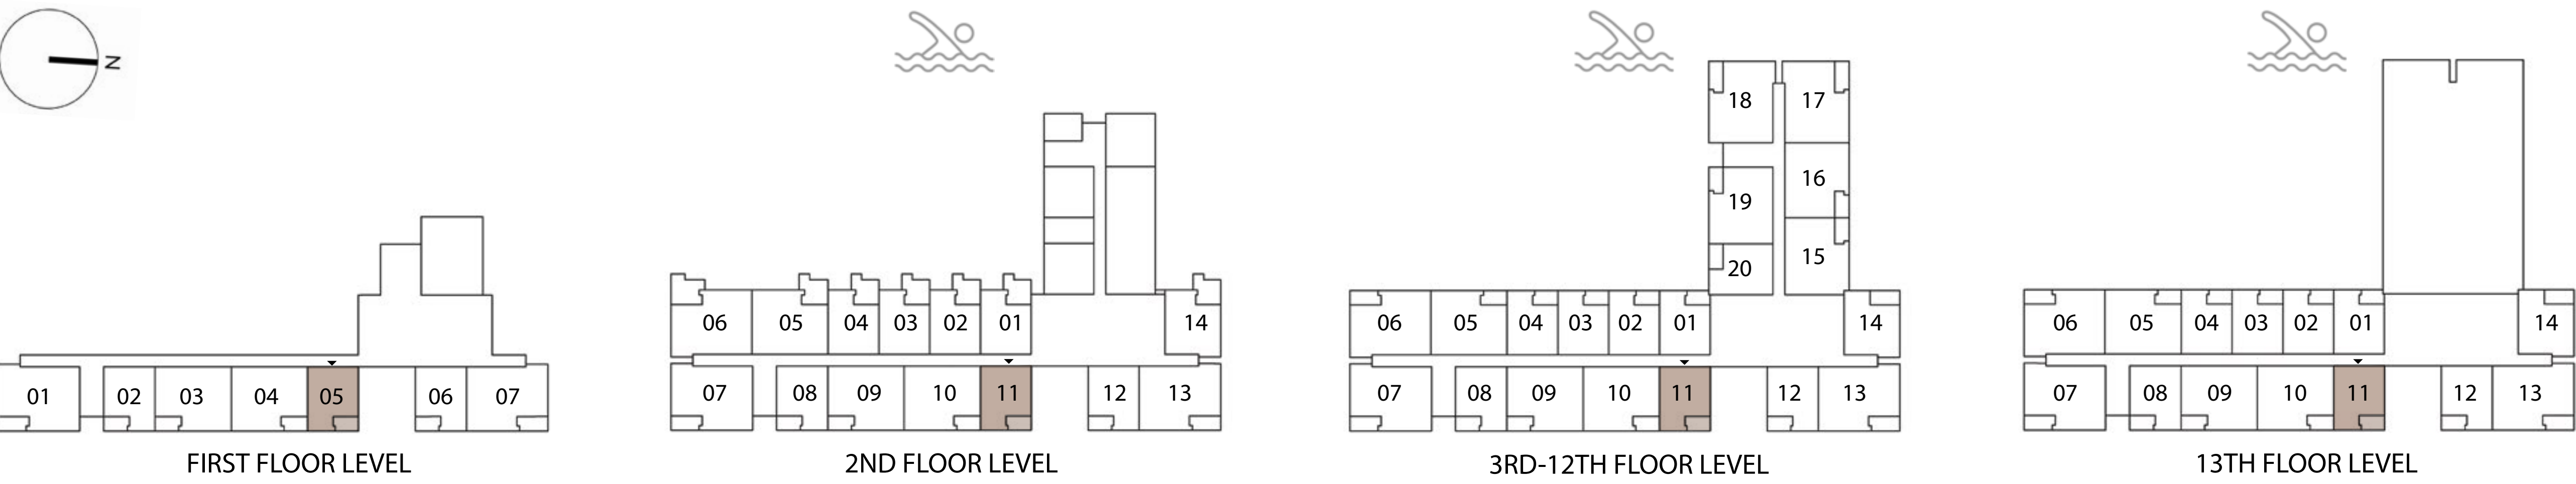 N
18 17
16
19
15
20
06 05 04 03 02 01 14
06 05 04 03 02 01 14
06 05 04 03 02 01 14
01 02 03 04 05 06 07
07 08 09 10 11 12 13
07 08 09 10 11 12 13
07 08 09 10 11 12 13
FIRST FLOOR LEVEL
2ND FLOOR LEVEL
3RD-12TH FLOOR LEVEL
13TH FLOOR LEVEL